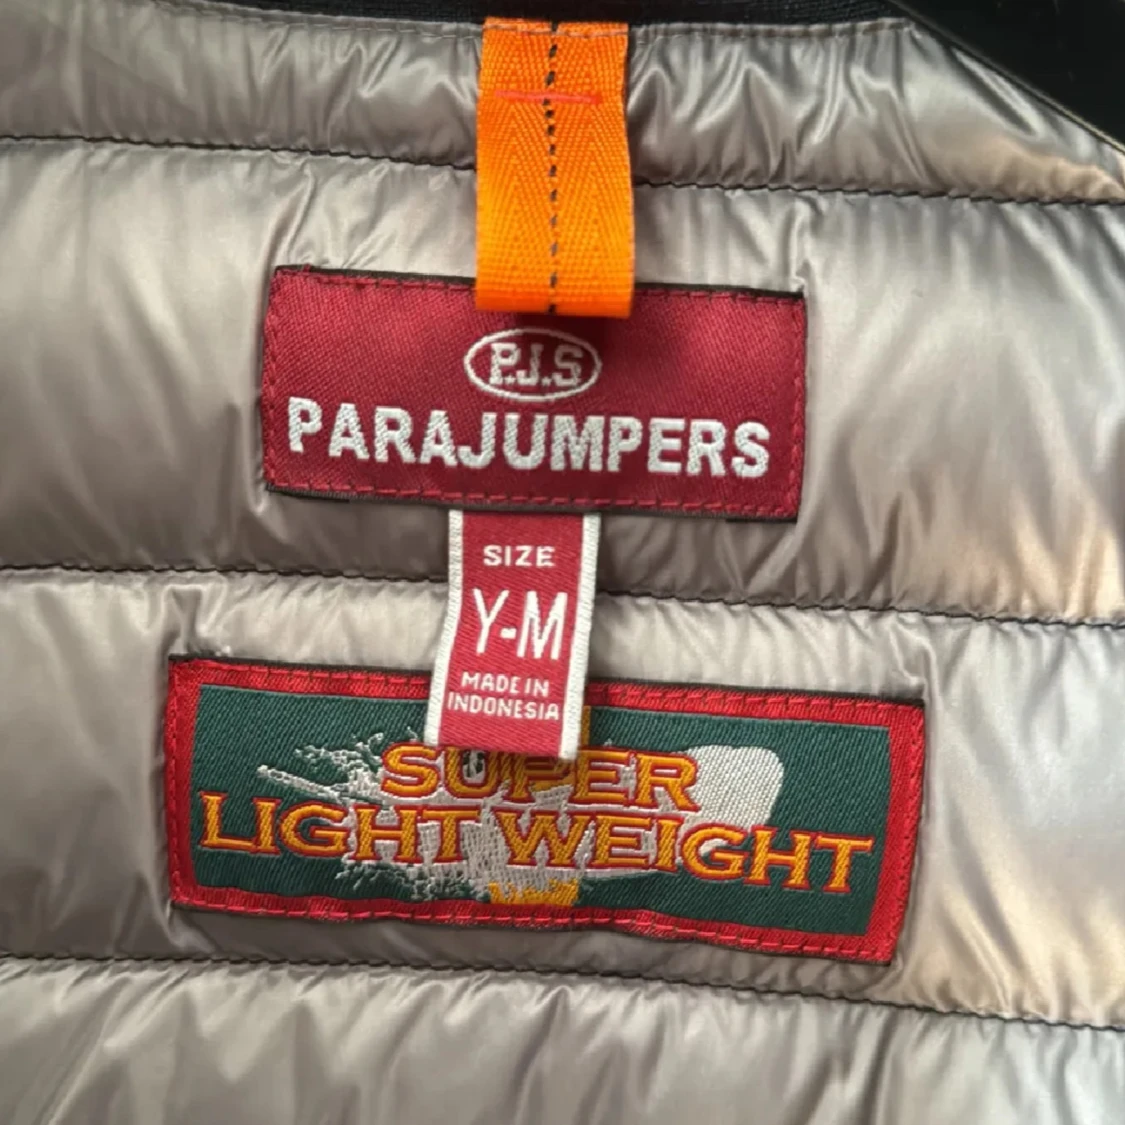 P.J.S
PARAJUMPERS
SIZE
Y-M
MADE IN
INDONESIA
SUPER
LIGHT WEIGHT